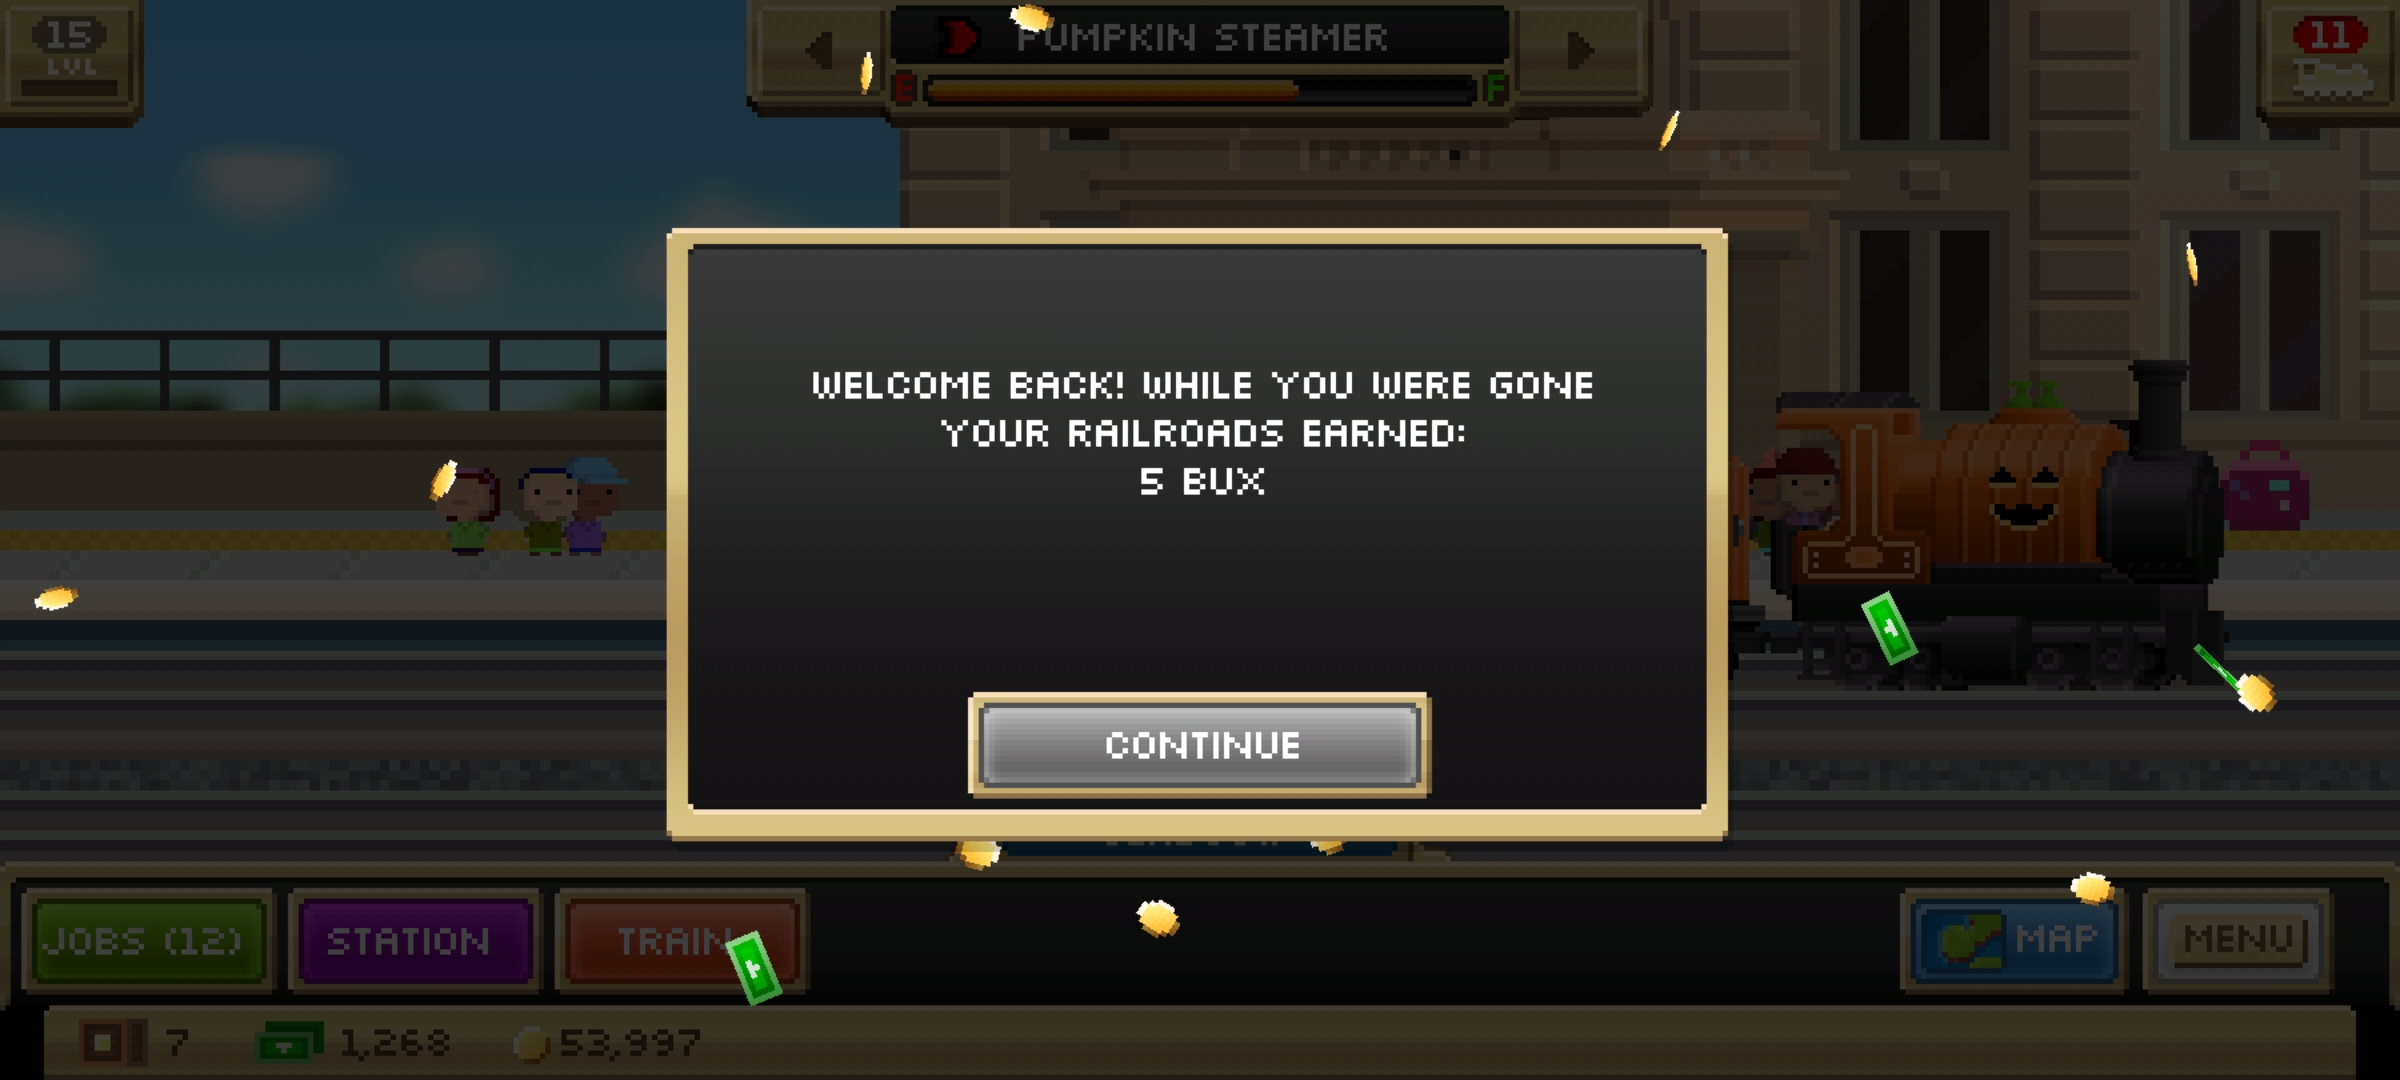 15
LVL
PUMPKIN STEAMER
E
F
11
WELCOME BACK! WHILE YOU WERE GONE
YOUR RAILROADS EARNED:
5 BUX
CONTINUE
JOBS (12)
STATION
TRAIN
MAP
MENU
7
1,268
53,997